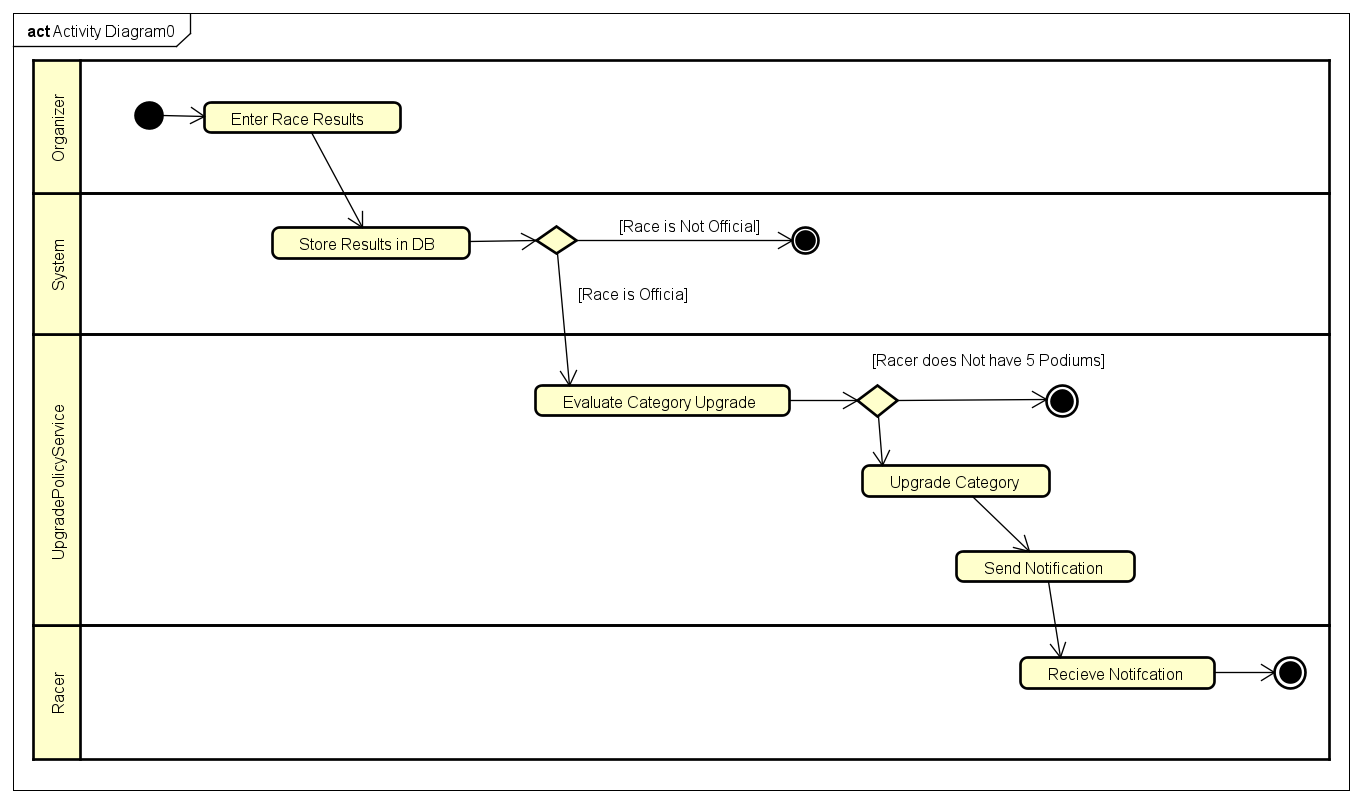 act Activity Diagram0
Organizer
Enter Race Results
System
Store Results in DB
[Race is Not Official]
[Race is Officia]
UpgradePolicyService
[Racer does Not have 5 Podiums]
Evaluate Category Upgrade
Upgrade Category
Send Notification
Racer
Recieve Notifcation